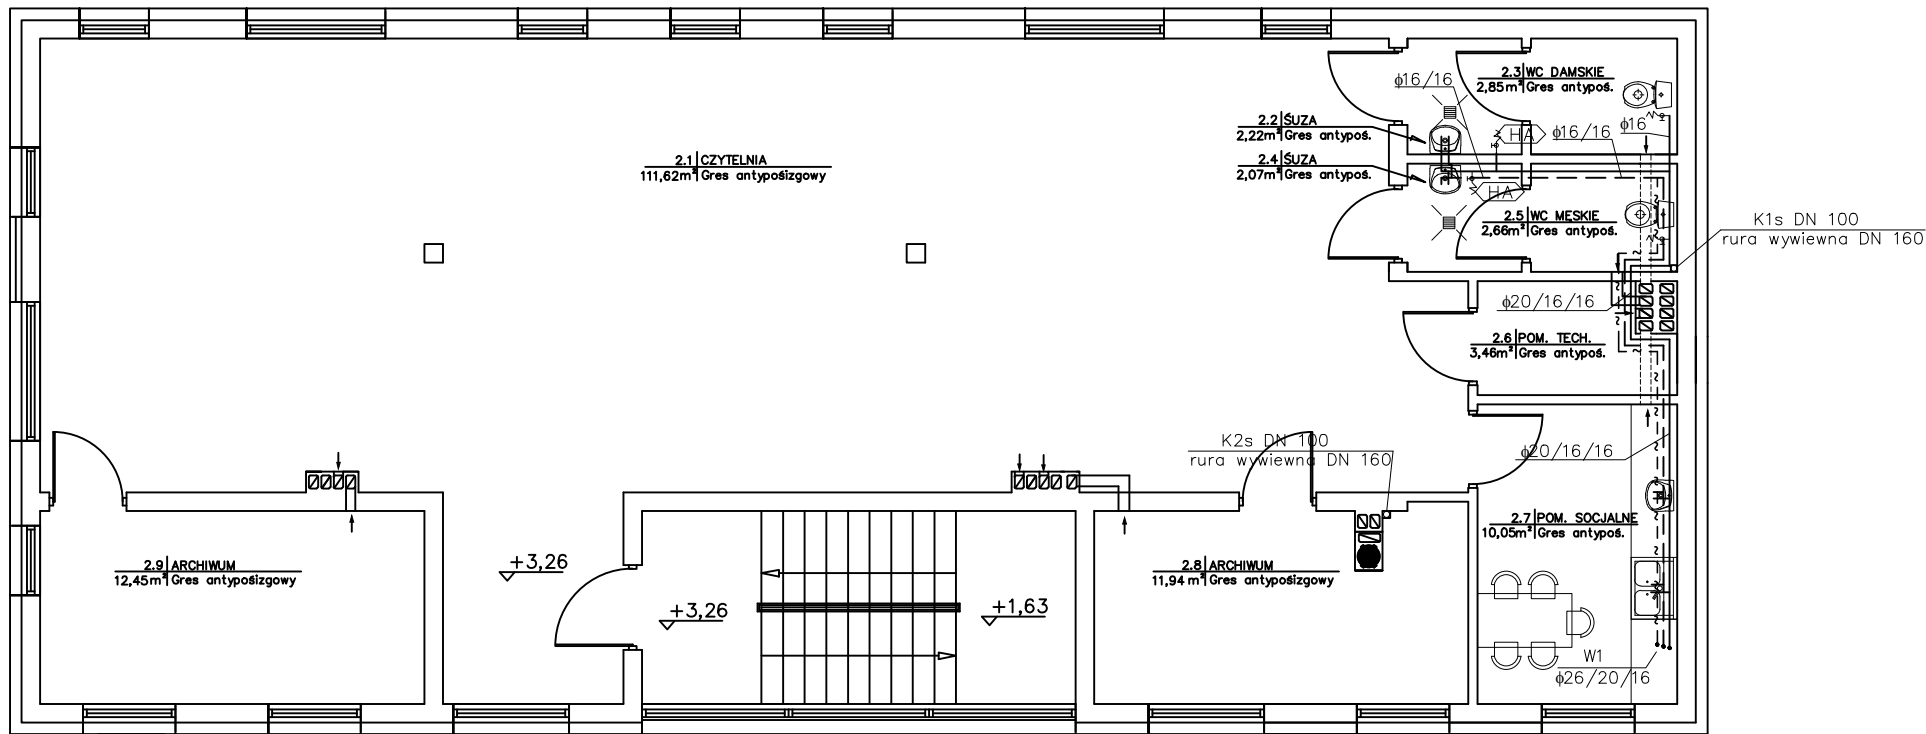 2.3 WC DAMSKIE
2,85m² Gres antypoś.
ϕ16/16
2.2 ŚUZA
2,22m² Gres antypoś.
HA
ϕ16/16
ϕ16
2.1 CZYTELNIA
111,62m² Gres antypośizgowy
2.4 ŚUZA
2,07m² Gres antypoś.
HA
2.5 WC MĘSKIE
2,66m² Gres antypoś.
K1s DN 100
rura wywiewna DN 160
ϕ20/16/16
2.6 POM. TECH.
3,46m² Gres antypoś.
K2s DN 100
rura wywiewna DN 160
ϕ20/16/16
2.7 POM. SOCJALNE
10,05m² Gres antypoś.
2.9 ARCHIWUM
12,45m² Gres antypośizgowy
+3,26
+3,26
+1,63
2.8 ARCHIWUM
11,94 m² Gres antypośizgowy
W1
ϕ26/20/16